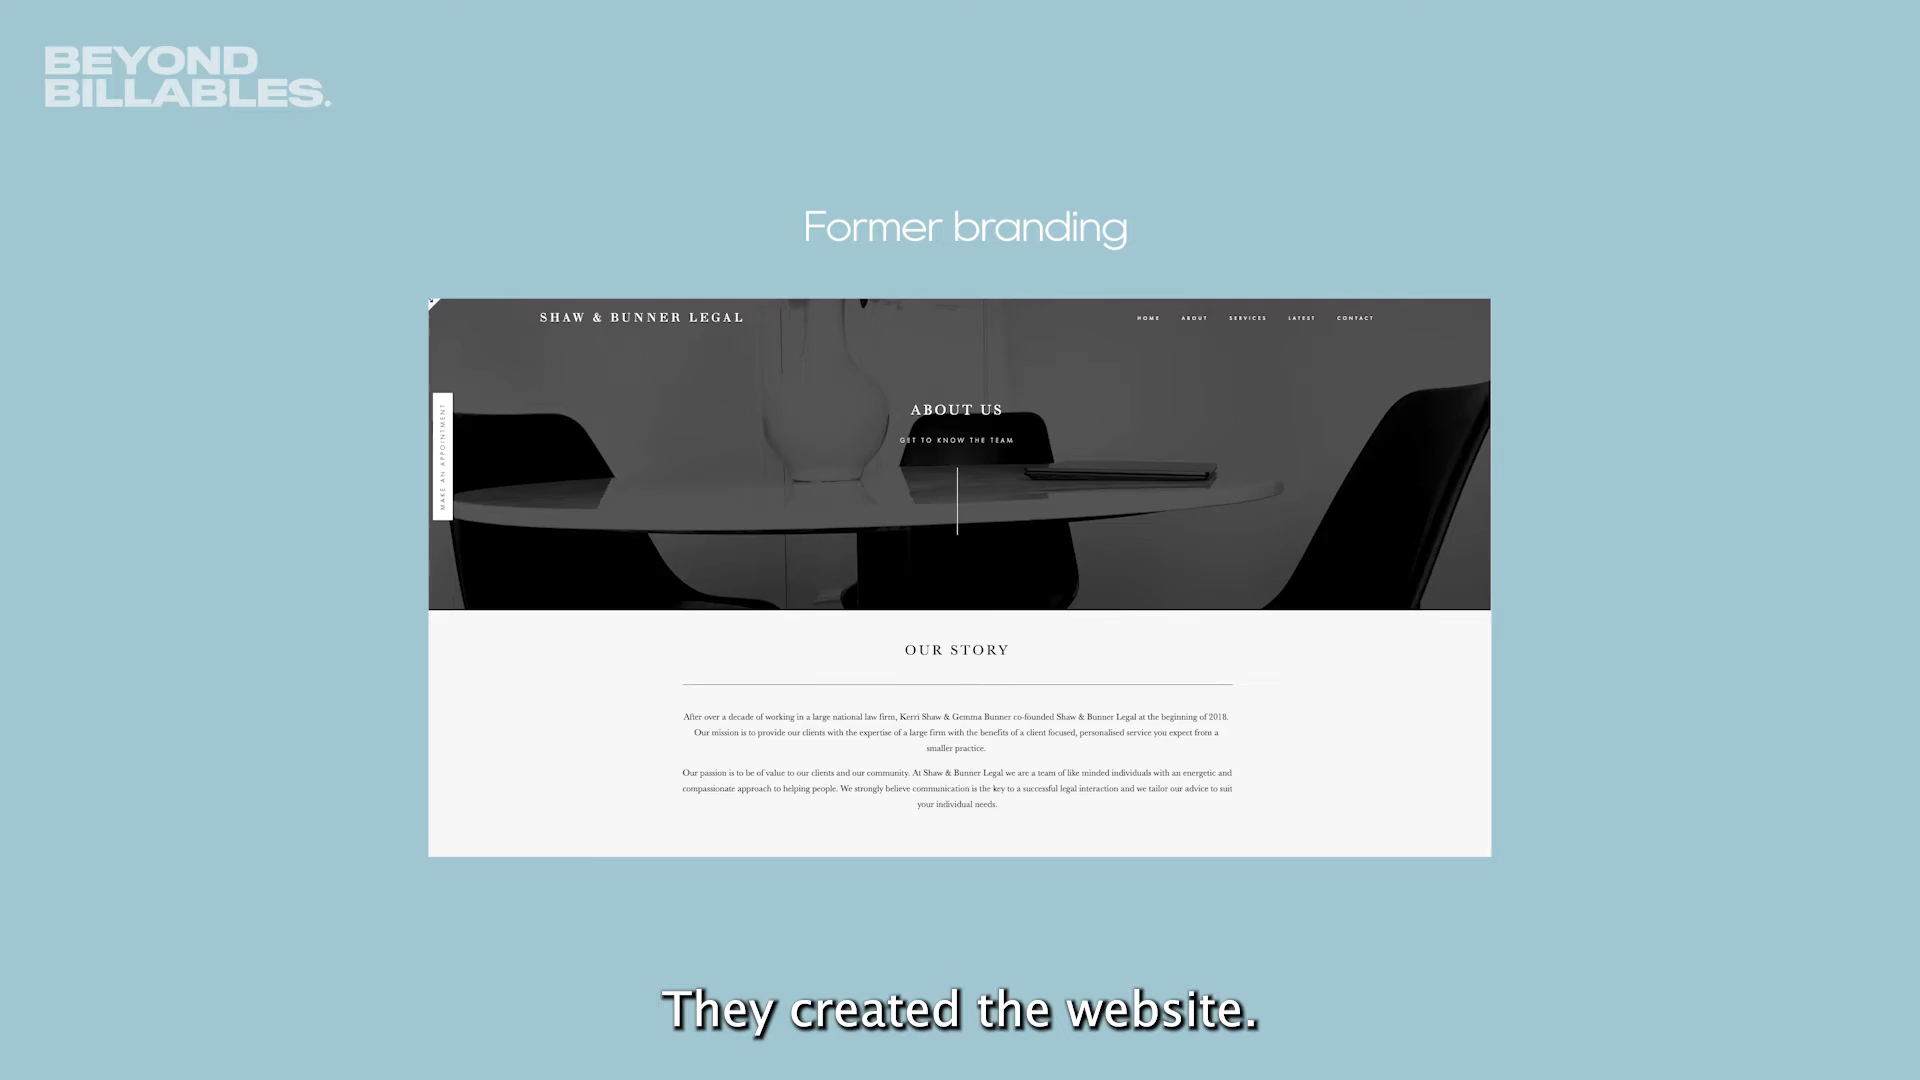 BEYOND
BILLABLES.
Former branding
SHAW & BUNNER LEGAL
HOME ABOUT SERVICES LATEST CONTACT
MAKE AN APPOINTMENT
ABOUT US
GET TO KNOW THE TEAM
OUR STORY
After over a decade of working in a large national law firm, Kerri Shaw & Gemma Bunner co-founded Shaw & Bunner Legal at the beginning of 2018.
Our mission is to provide our clients with the expertise of a large firm with the benefits of a client focused, personalised service you expect from a
smaller practice.
Our passion is to be of value to our clients and our community. At Shaw & Bunner Legal we are a team of like minded individuals with an energetic and
compassionate approach to helping people. We strongly believe communication is the key to a successful legal interaction and we tailor our advice to suit
your individual needs.
They created the website.